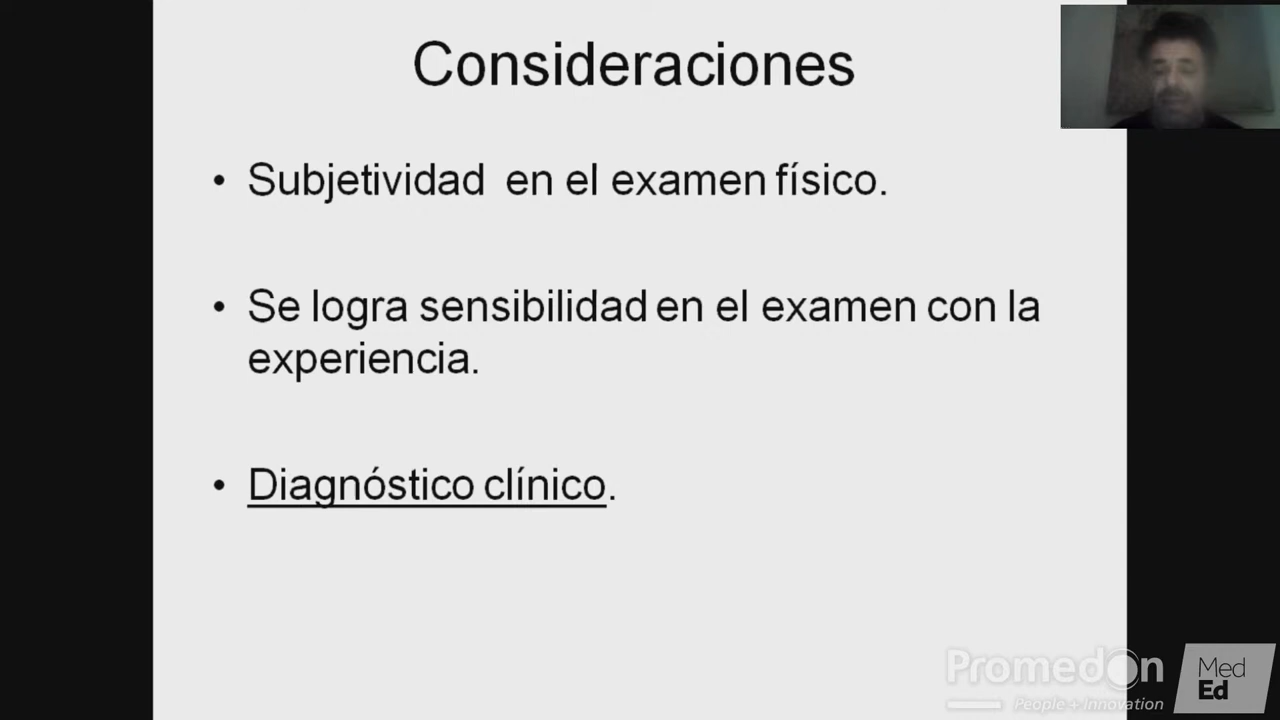 Consideraciones
• Subjetividad en el examen físico.
• Se logra sensibilidad en el examen con la
experiencia.
• Diagnóstico clínico.
Promedon
People + Innovation
Med
Ed